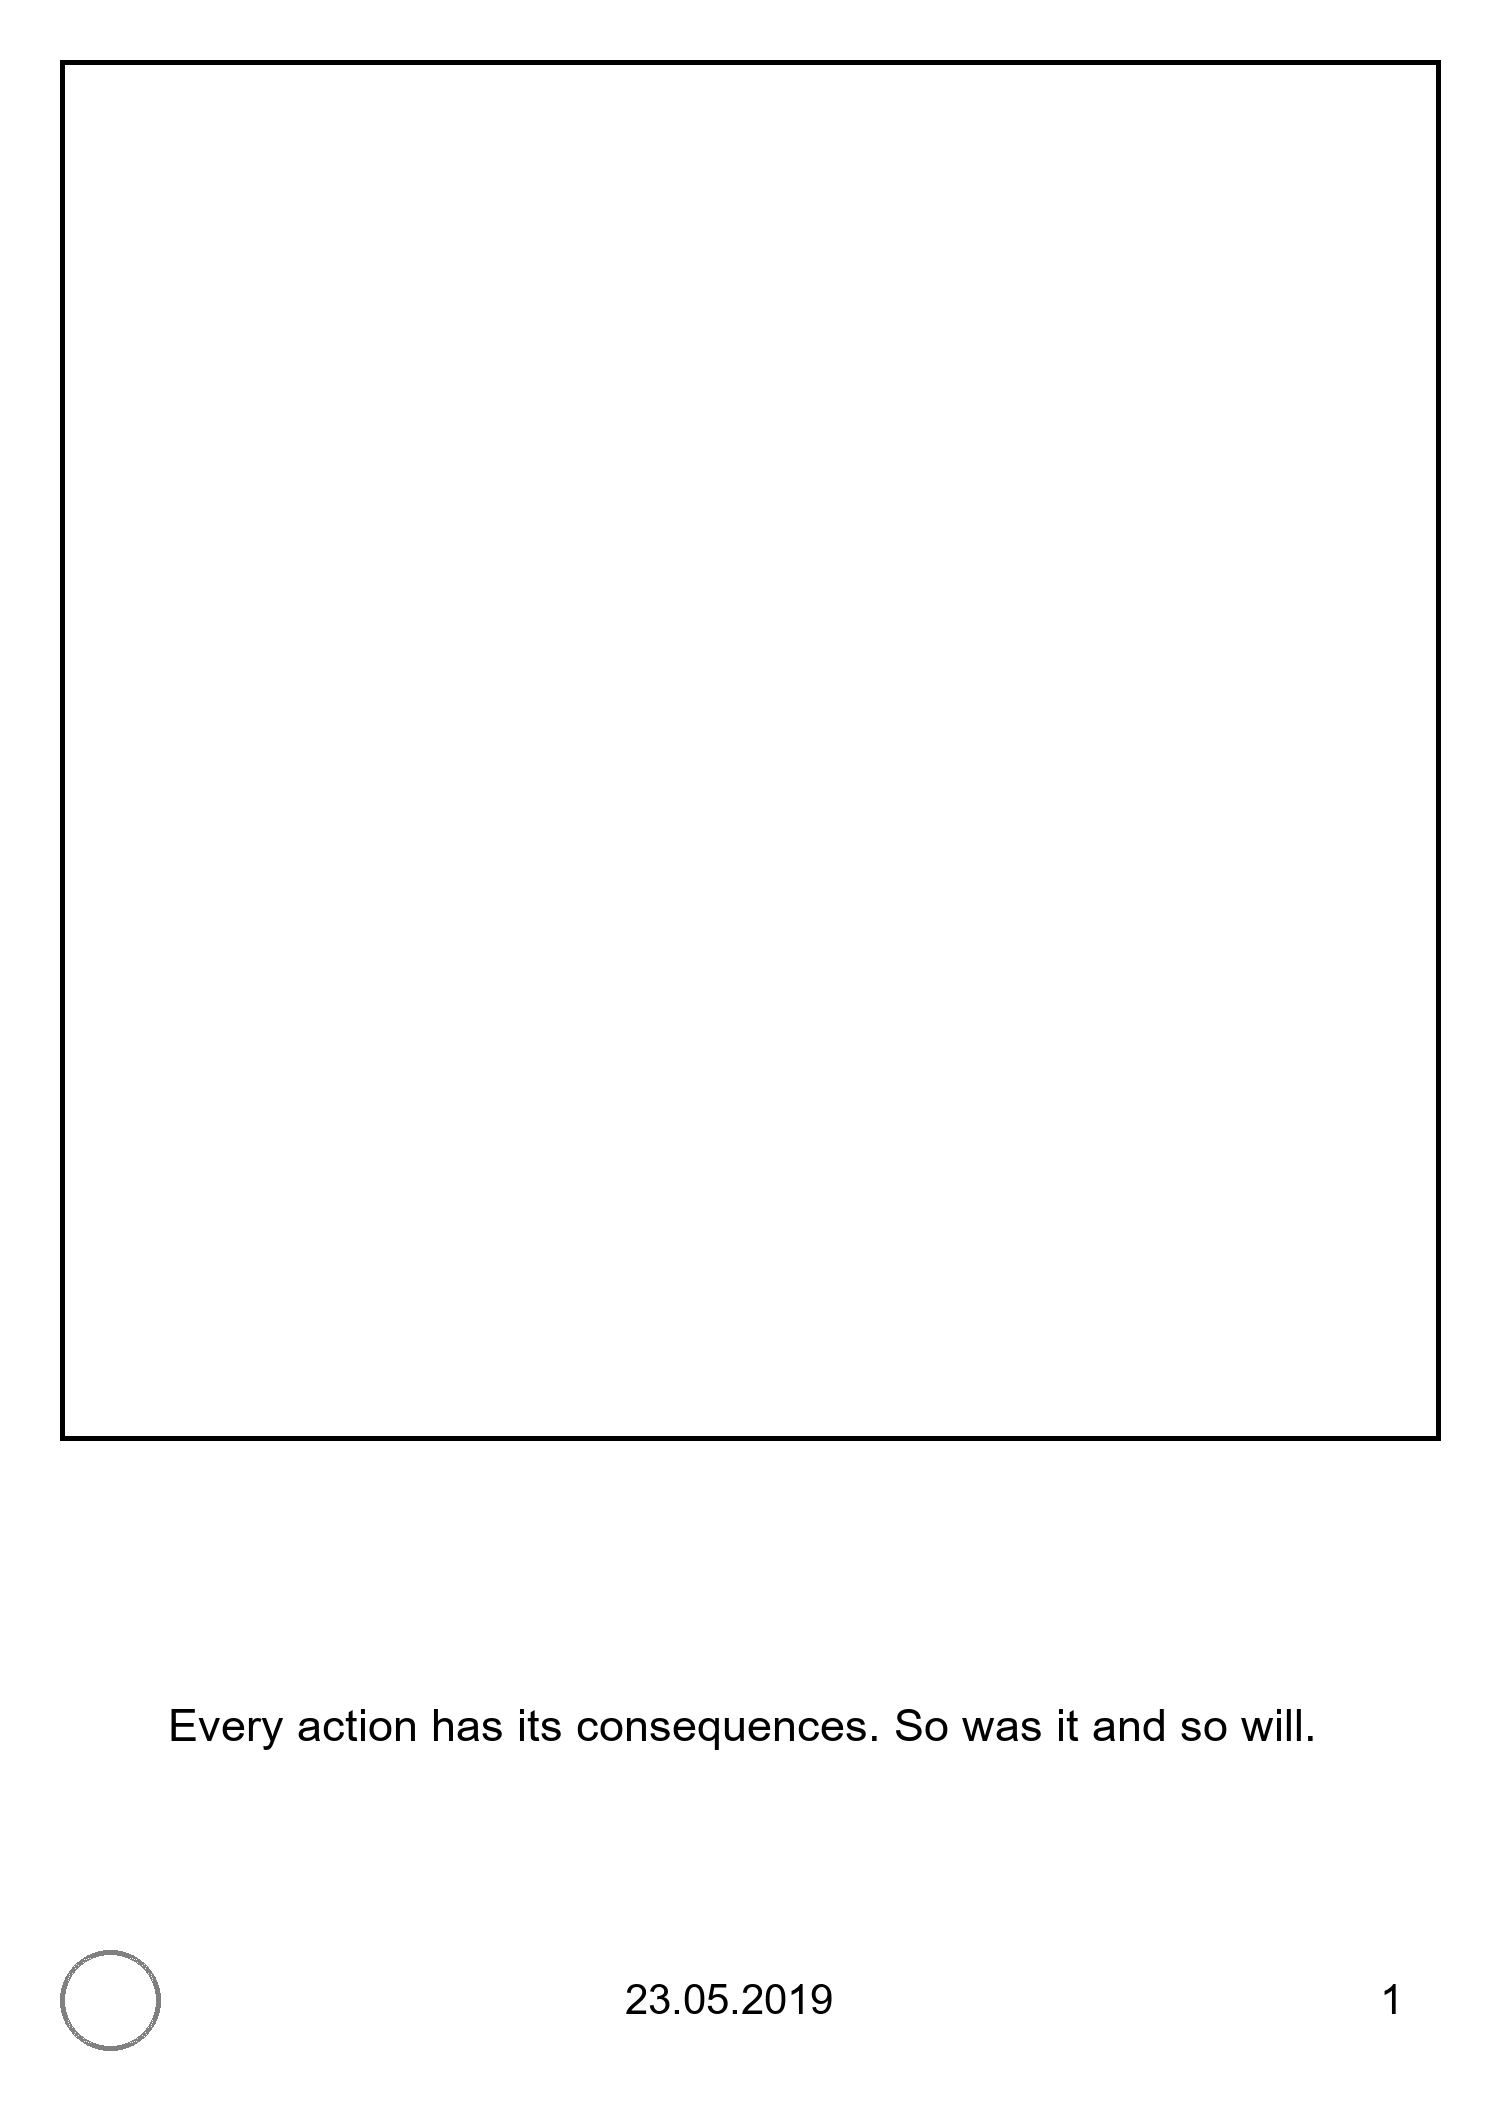 Every action has its consequences. So was it and so will.
23.05.2019
1